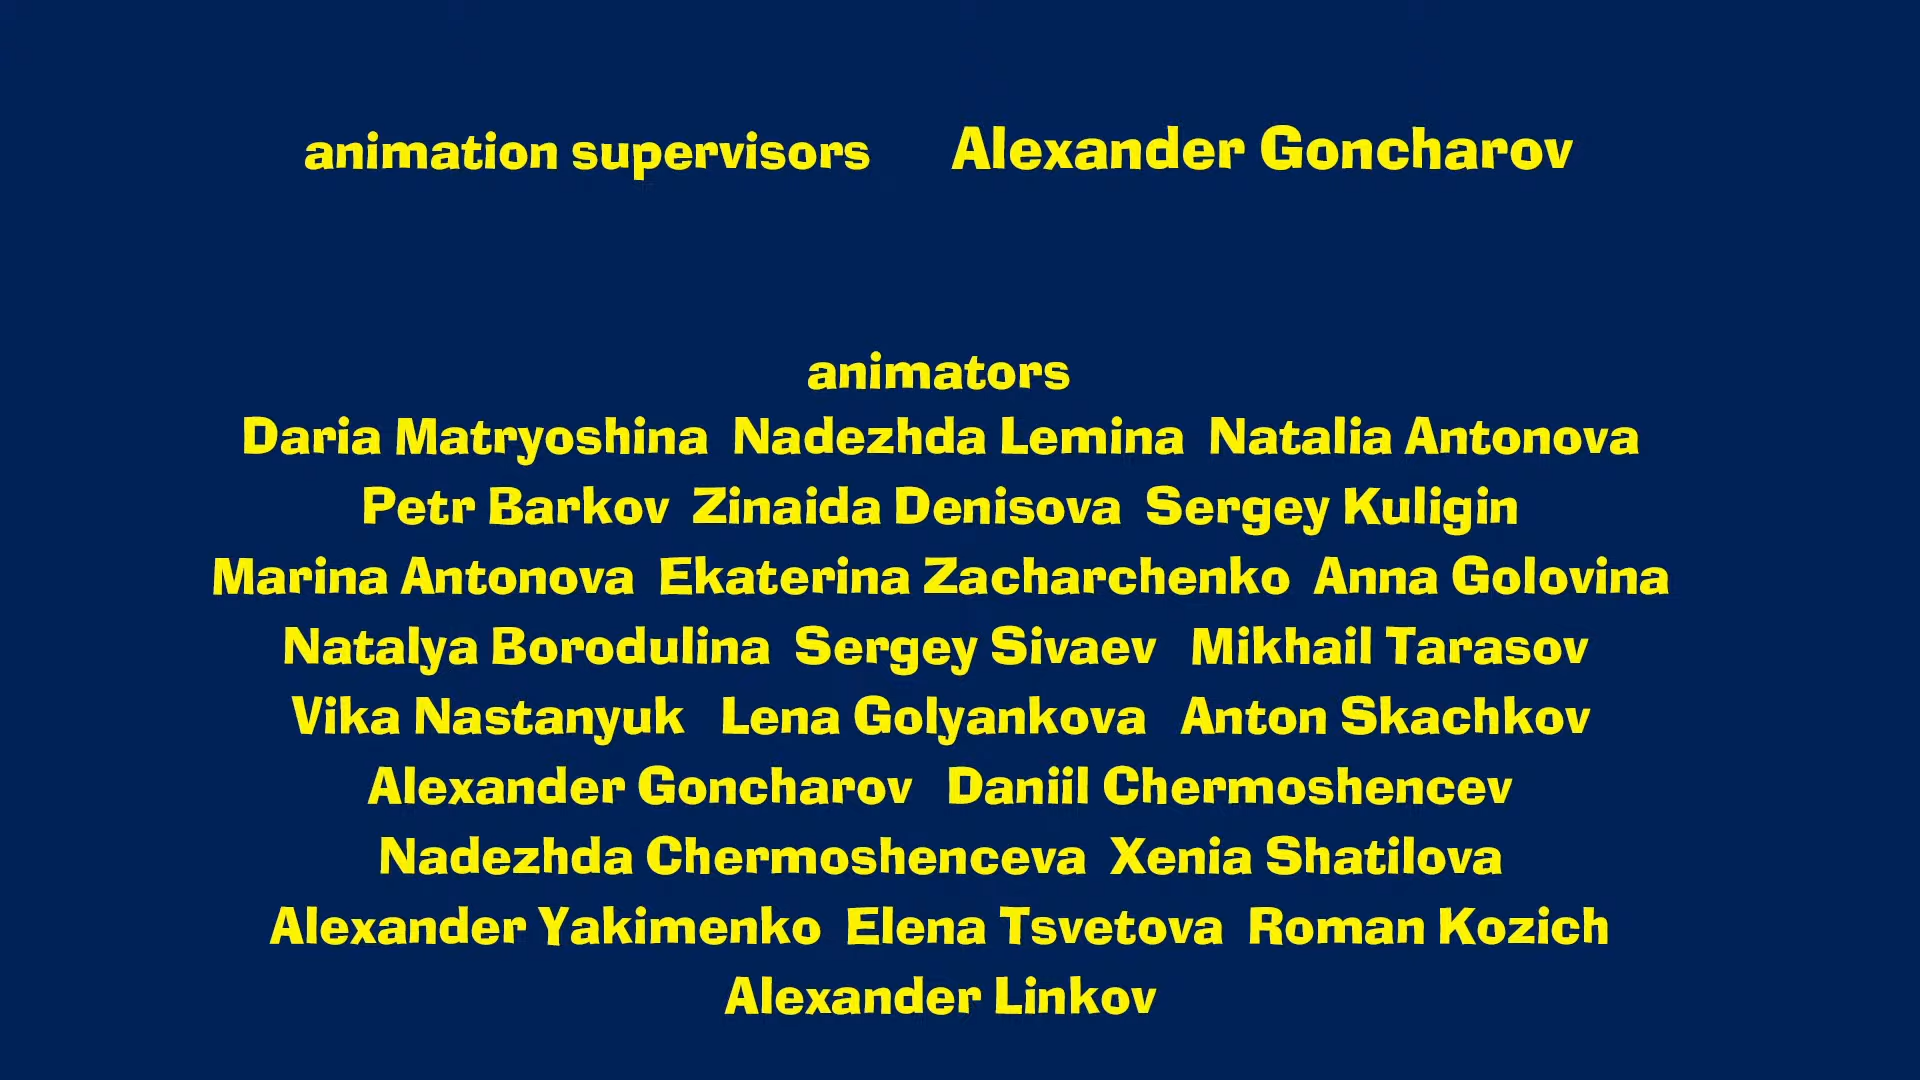 animation supervisors Alexander Goncharov
animators
Daria Matryoshina Nadezhda Lemina Natalia Antonova
Petr Barkov Zinaida Denisova Sergey Kuligin
Marina Antonova Ekaterina Zacharchenko Anna Golovina
Natalya Borodulina Sergey Sivaev Mikhail Tarasov
Vika Nastanyuk Lena Golyankova Anton Skachkov
Alexander Goncharov Daniil Chermoshencev
Nadezhda Chermoshenceva Xenia Shatilova
Alexander Yakimenko Elena Tsvetova Roman Kozich
Alexander Linkov